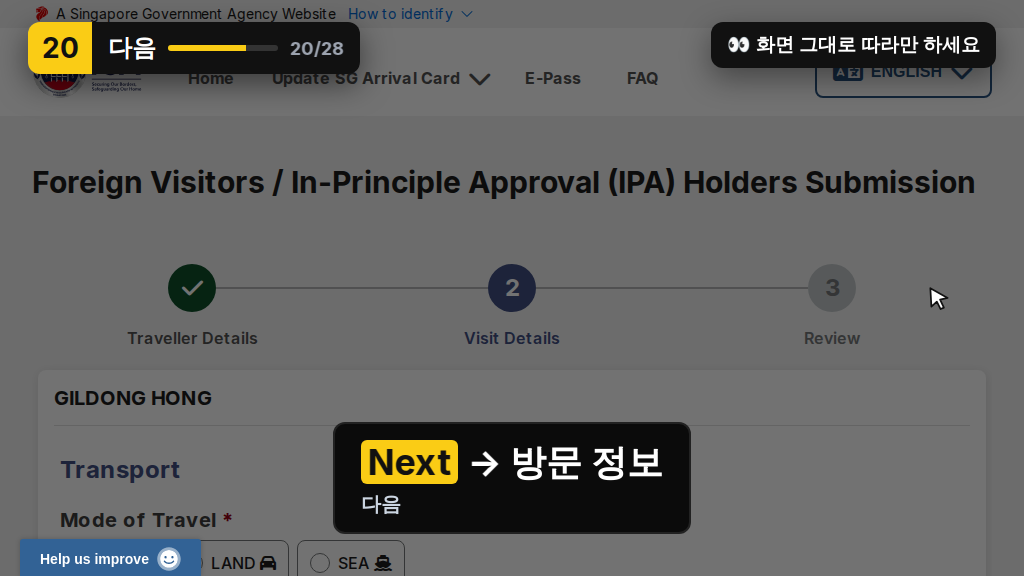 A Singapore Government Agency Website How to identify
20 다음 20/28
👀 화면 그대로 따라만 하세요
Home Update SG Arrival Card E-Pass FAQ
ENGLISH
Foreign Visitors / In-Principle Approval (IPA) Holders Submission
2 3
Traveller Details Visit Details Review
GILDONG HONG
Next → 방문 정보
다음
Transport
Mode of Travel *
LAND SEA
Help us improve